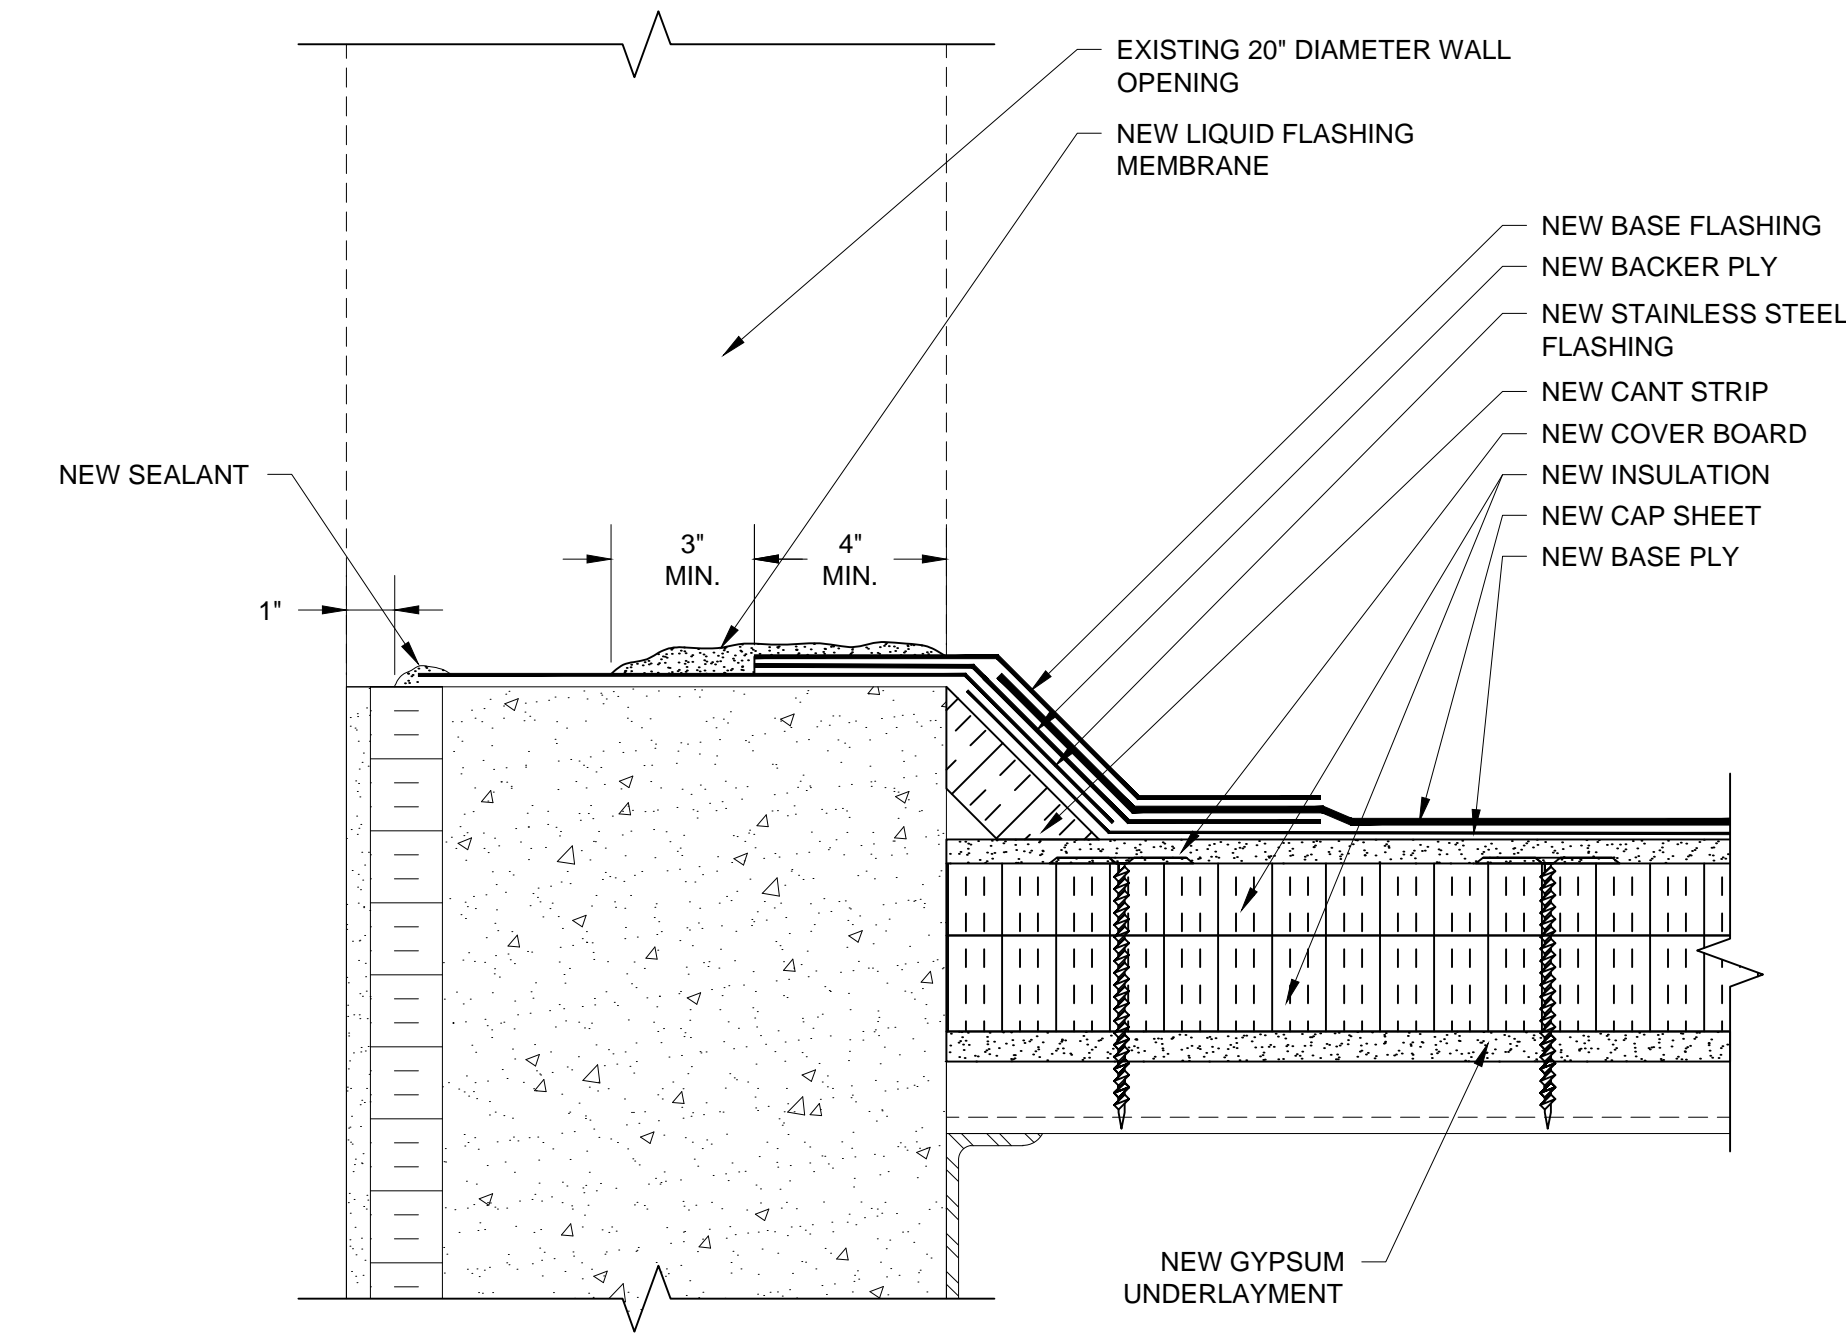 EXISTING 20" DIAMETER WALL
OPENING
NEW LIQUID FLASHING
MEMBRANE
NEW BASE FLASHING
NEW BACKER PLY
NEW STAINLESS STEEL
FLASHING
NEW CANT STRIP
NEW COVER BOARD
NEW INSULATION
NEW CAP SHEET
NEW BASE PLY
NEW SEALANT
3"
MIN.
4"
MIN.
1"
NEW GYPSUM
UNDERLAYMENT